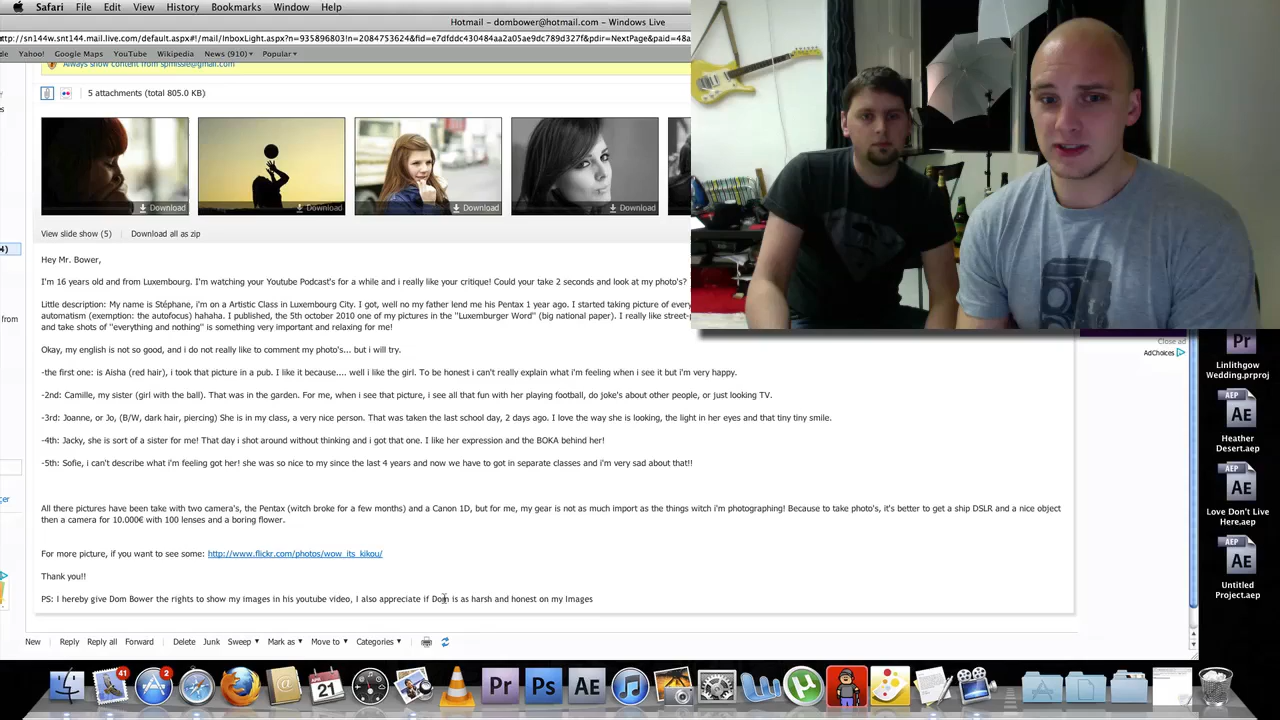 Safari File Edit View History Bookmarks Window Help
Hotmail - dombower@hotmail.com - Windows Live
Yahoo! Google Maps YouTube Wikipedia News (910) Popular
Always show content from spmissie@gmail.com
5 attachments (total 805.0 KB)
Download Download Download Download
View slide show (5) Download all as zip
Hey Mr. Bower,
I'm 16 years old and from Luxembourg. I'm watching your Youtube Podcast's for a while and i really like your critique! Could your take 2 seconds and look at my photo's?
Little description: My name is Stéphane, i'm on a Artistic Class in Luxembourg City. I got, well no my father lend me his Pentax 1 year ago. I started taking picture of every
automatism (exemption: the autofocus) hahaha. I published, the 5th october 2010 one of my pictures in the "Luxemburger Word" (big national paper). I really like street-p
and take shots of "everything and nothing" is something very important and relaxing for me!
from
Okay, my english is not so good, and i do not really like to comment my photo's... but i will try.
-the first one: is Aisha (red hair), i took that picture in a pub. I like it because.... well i like the girl. To be honest i can't really explain what i'm feeling when i see it but i'm very happy.
-2nd: Camille, my sister (girl with the ball). That was in the garden. For me, when i see that picture, i see all that fun with her playing football, do joke's about other people, or just looking TV.
-3rd: Joanne, or Jo, (B/W, dark hair, piercing) She is in my class, a very nice person. That was taken the last school day, 2 days ago. I love the way she is looking, the light in her eyes and that tiny tiny smile.
-4th: Jacky, she is sort of a sister for me! That day i shot around without thinking and i got that one. I like her expression and the BOKA behind her!
-5th: Sofie, i can't describe what i'm feeling got her! she was so nice to my since the last 4 years and now we have to got in separate classes and i'm very sad about that!!
All there pictures have been take with two camera's, the Pentax (witch broke for a few months) and a Canon 1D, but for me, my gear is not as much import as the things witch i'm photographing! Because to take photo's, it's better to get a ship DSLR and a nice object
then a camera for 10.000€ with 100 lenses and a boring flower.
For more picture, if you want to see some: http://www.flickr.com/photos/wow_its_kikou/
Thank you!!
PS: I hereby give Dom Bower the rights to show my images in his youtube video, I also appreciate if Dom is as harsh and honest on my Images
New Reply Reply all Forward Delete Junk Sweep Mark as Move to Categories
Close ad
AdChoices
Pr
Linlithgow
Wedding.prproj
AEP
AE
Heather
Desert.aep
AEP
AE
Love Don't Live
Here.aep
AEP
AE
Untitled
Project.aep
41 2 APR 21 Pr Ps AE